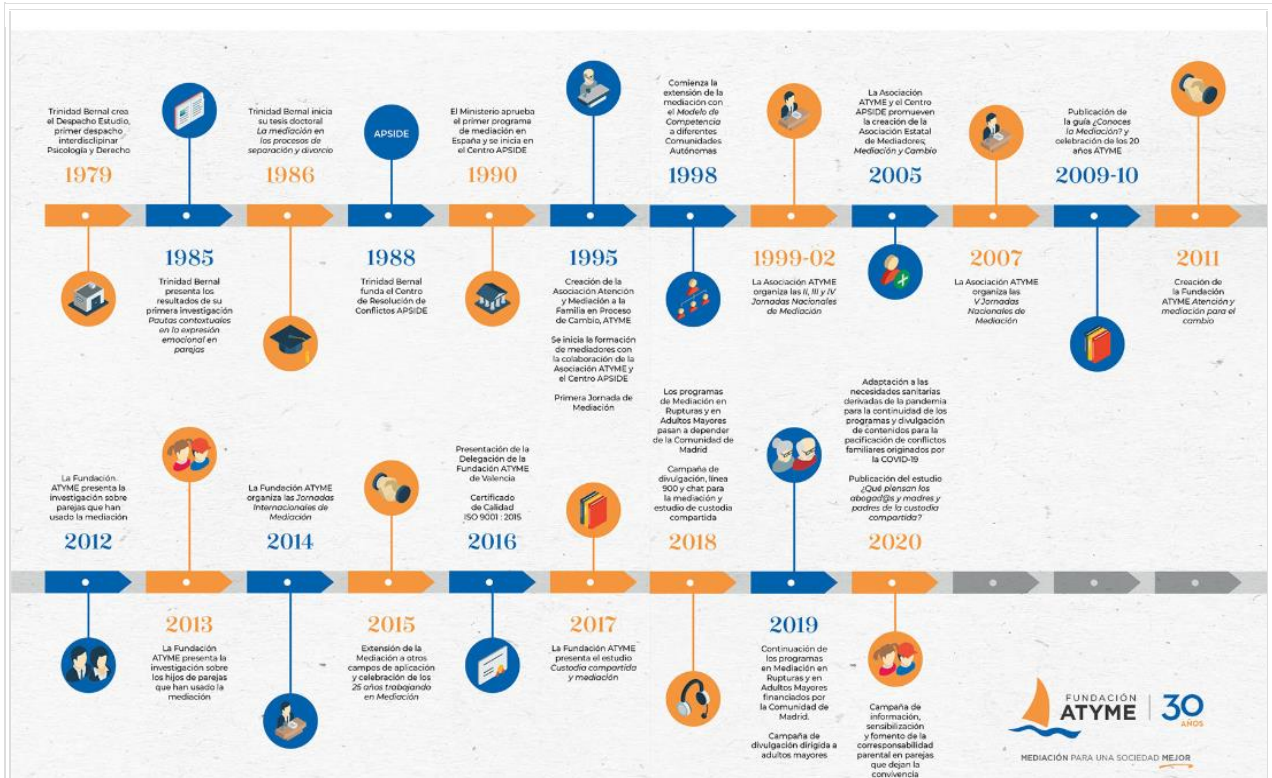 Trinidad Bernal crea
el Despacho Estudio,
primer despacho
interdisclipinar
Psicología y Derecho
1979
1985
Trinidad Bernal
presenta los
resultados de su
primera investigación
Pautas contextuales
en la expresión
emocional en
parejas
Trinidad Bernal inicia
su tesis doctoral
La mediación en
los procesos de
separación y divorcio
1986
APSIDE
1988
Trinidad Bernal
funda el Centro
de Resolución de
Conflictos APSIDE
El Ministerio aprueba
el primer programa
de mediación en
España y se inicia en
el Centro APSIDE
1990
1995
Creación de la
Asociación Atención
y Mediación a la
Familia en Proceso
de Cambio, ATYME
Se inicia la formación
de mediadores con
la colaboración de la
Asociación ATYME y
el Centro APSIDE
Primera Jornada de
Mediación
Comienza la
extensión de la
mediación con
el Modelo de
Competencia
a diferentes
Comunidades
Autónomas
1998
1999-02
La Asociación ATYME
organiza las II, III y IV
Jornadas Nacionales
de Mediación
La Asociación
ATYME y el Centro
APSIDE promueven
la creación de la
Asociación Estatal
de Mediadores;
Mediación y Cambio
2005
2007
La Asociación ATYME
organiza las
V Jornadas
Nacionales de
Mediación
Publicación de
la guía ¿Conoces
la Mediación? y
celebración de los 20
años ATYME
2009-10
2011
Creación de
la Fundación
ATYME Atención y
mediación para el
cambio
La Fundación
ATYME presenta la
investigación sobre
parejas que han
usado la mediación
2012
2013
La Fundación
ATYME presenta la
investigación sobre
los hijos de parejas
que han usado la
mediación
La Fundación ATYME
organiza las Jornadas
Internacionales de
Mediación
2014
2015
Extensión de la
Mediación a otros
campos de aplicación
y celebración de los
25 años trabajando
en Mediación
Presentación de la
Delegación de la
Fundación ATYME
de Valencia
Certificado
de Calidad
ISO 9001 : 2015
2016
2017
La Fundación ATYME
presenta el estudio
Custodia compartida
y mediación
Los programas
de Mediación en
Rupturas y en
Adultos Mayores
pasan a depender
de la Comunidad de
Madrid
Campaña de
divulgación, línea
900 y chat para
la mediación y
estudio de custodia
compartida
2018
2019
Continuación de
los programas
en Mediación en
Rupturas y en
Adultos Mayores
financiados por
la Comunidad de
Madrid.
Campaña de
divulgación dirigida a
adultos mayores
Adaptación a las
necesidades sanitarias
derivadas de la pandemia
para la continuidad de los
programas y divulgación
de contenidos para la
pacificación de conflictos
familiares originados por
la COVID-19
Publicación del estudio
¿Qué piensan los
abogad@s y madres y
padres de la custodia
compartida?
2020
Campaña de
información,
sensibilización
y fomento de la
corresponsabilidad
parental en parejas
que dejan la
convivencia
FUNDACIÓN
ATYME
30
AÑOS
MEDIACIÓN PARA UNA SOCIEDAD MEJOR